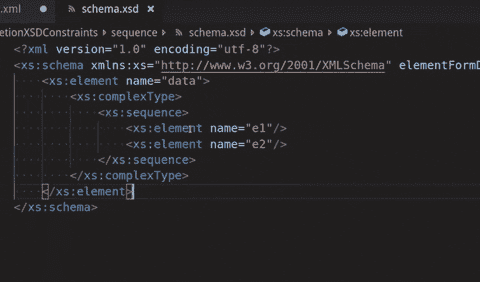 .xml schema.xsd
etionXSDConstraints > sequence > schema.xsd > xs:schema > xs:element
<?xml version="1.0" encoding="utf-8"?>
<xs:schema xmlns:xs="http://www.w3.org/2001/XMLSchema" elementFormD
<xs:element name="data">
<xs:complexType>
<xs:sequence>
<xs:element name="e1"/>
<xs:element name="e2"/>
</xs:sequence>
</xs:complexType>
</xs:element>
</xs:schema>